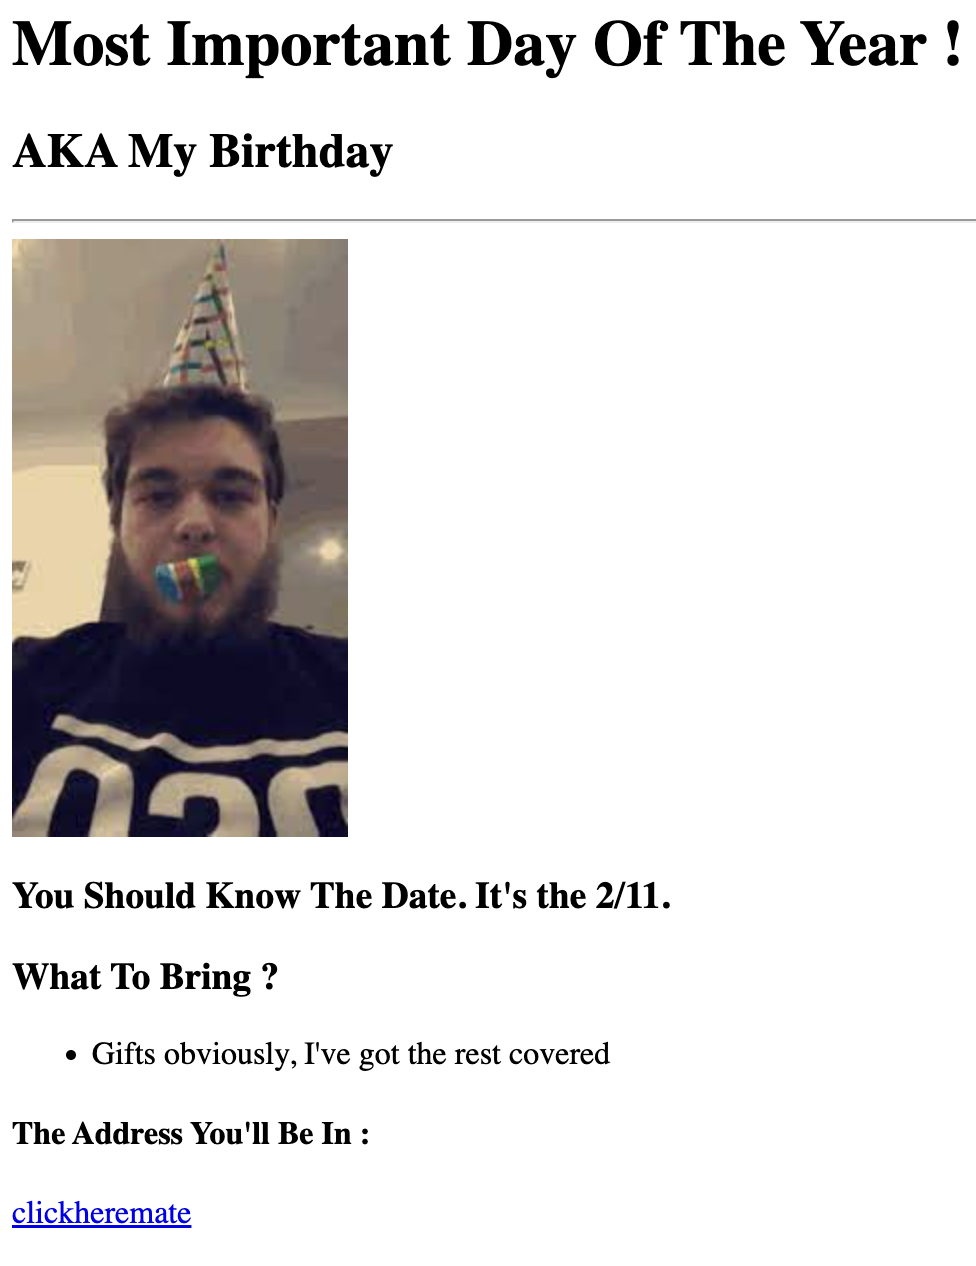 Most Important Day Of The Year !
AKA My Birthday
You Should Know The Date. It's the 2/11.
What To Bring ?
Gifts obviously, I've got the rest covered
The Address You'll Be In :
clickheremate